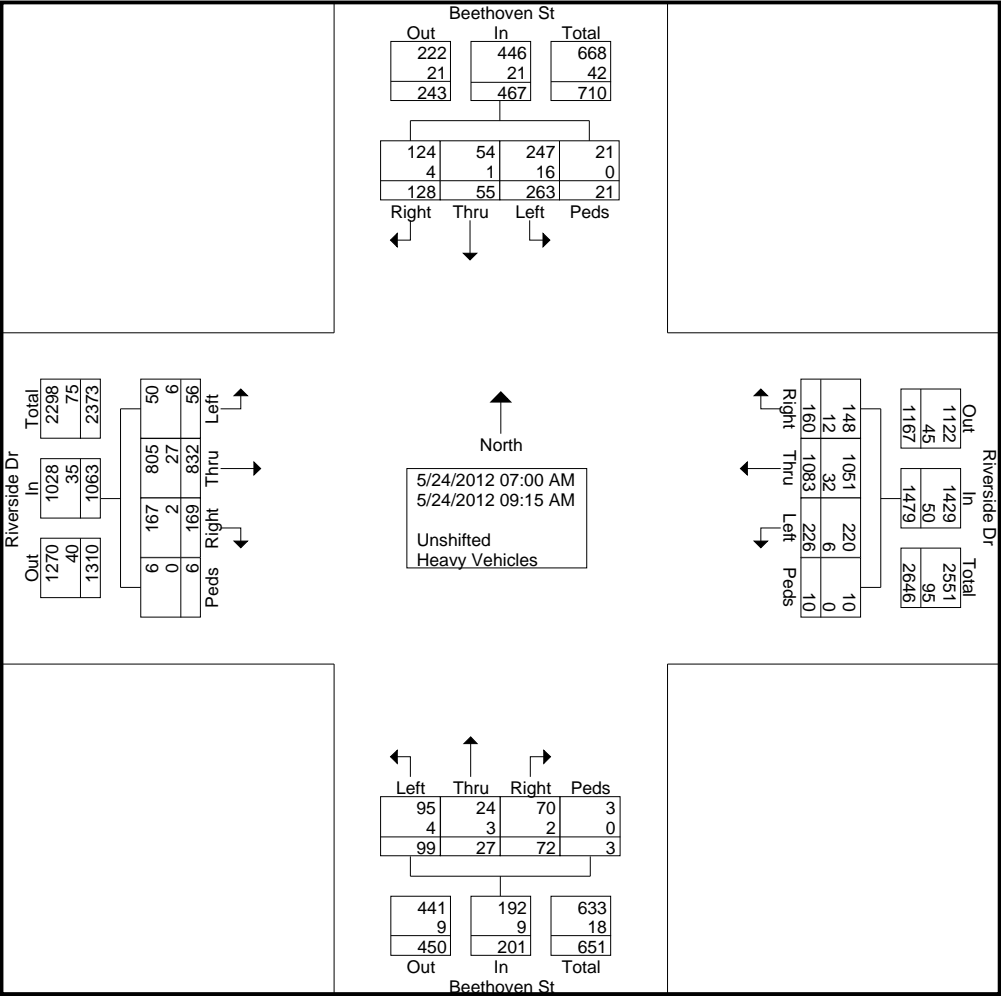 Beethoven St
Out In Total
222 446 668
21 21 42
243 467 710
124 54 247 21
4 1 16 0
128 55 263 21
Right Thru Left Peds
Riverside Dr
Total In Out
2298 1028 1270
75 35 40
2373 1063 1310
50 805 167 6
6 27 2 0
56 832 169 6
Left Thru Right Peds
North
5/24/2012 07:00 AM
5/24/2012 09:15 AM
Unshifted
Heavy Vehicles
Riverside Dr
Out In Total
1122 1429 2551
45 50 95
1167 1479 2646
148 1051 220 10
12 32 6 0
160 1083 226 10
Right Thru Left Peds
Left Thru Right Peds
95 24 70 3
4 3 2 0
99 27 72 3
441 192 633
9 9 18
450 201 651
Out In Total
Beethoven St